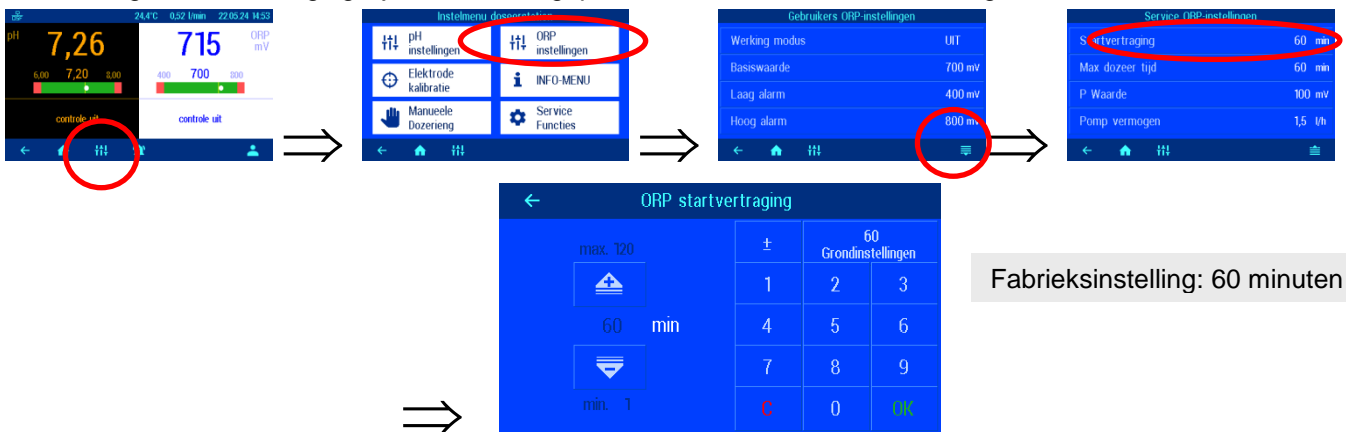 24,4°C 0,52 l/min 22.05.24 14:53
pH 7,26
6,00 7,20 8,00
controle uit
715 ORP mV
400 700 800
controle uit
Instelmenu doseerstation
pH instellingen
ORP instellingen
Elektrode kalibratie
INFO-MENU
Manueele Dozerieng
Service Functies
Gebruikers ORP-instellingen
Werking modus UIT
Basiswaarde 700 mV
Laag alarm 400 mV
Hoog alarm 800 mV
Service ORP-instellingen
Startvertraging 60 min
Max dozeer tijd 60 min
P Waarde 100 mV
Pomp vermogen 1,5 l/h
ORP startvertraging
max. 120
60 min
min. 1
± 60 Grondinstellingen
1 2 3
4 5 6
7 8 9
C 0 OK
Fabrieksinstelling: 60 minuten